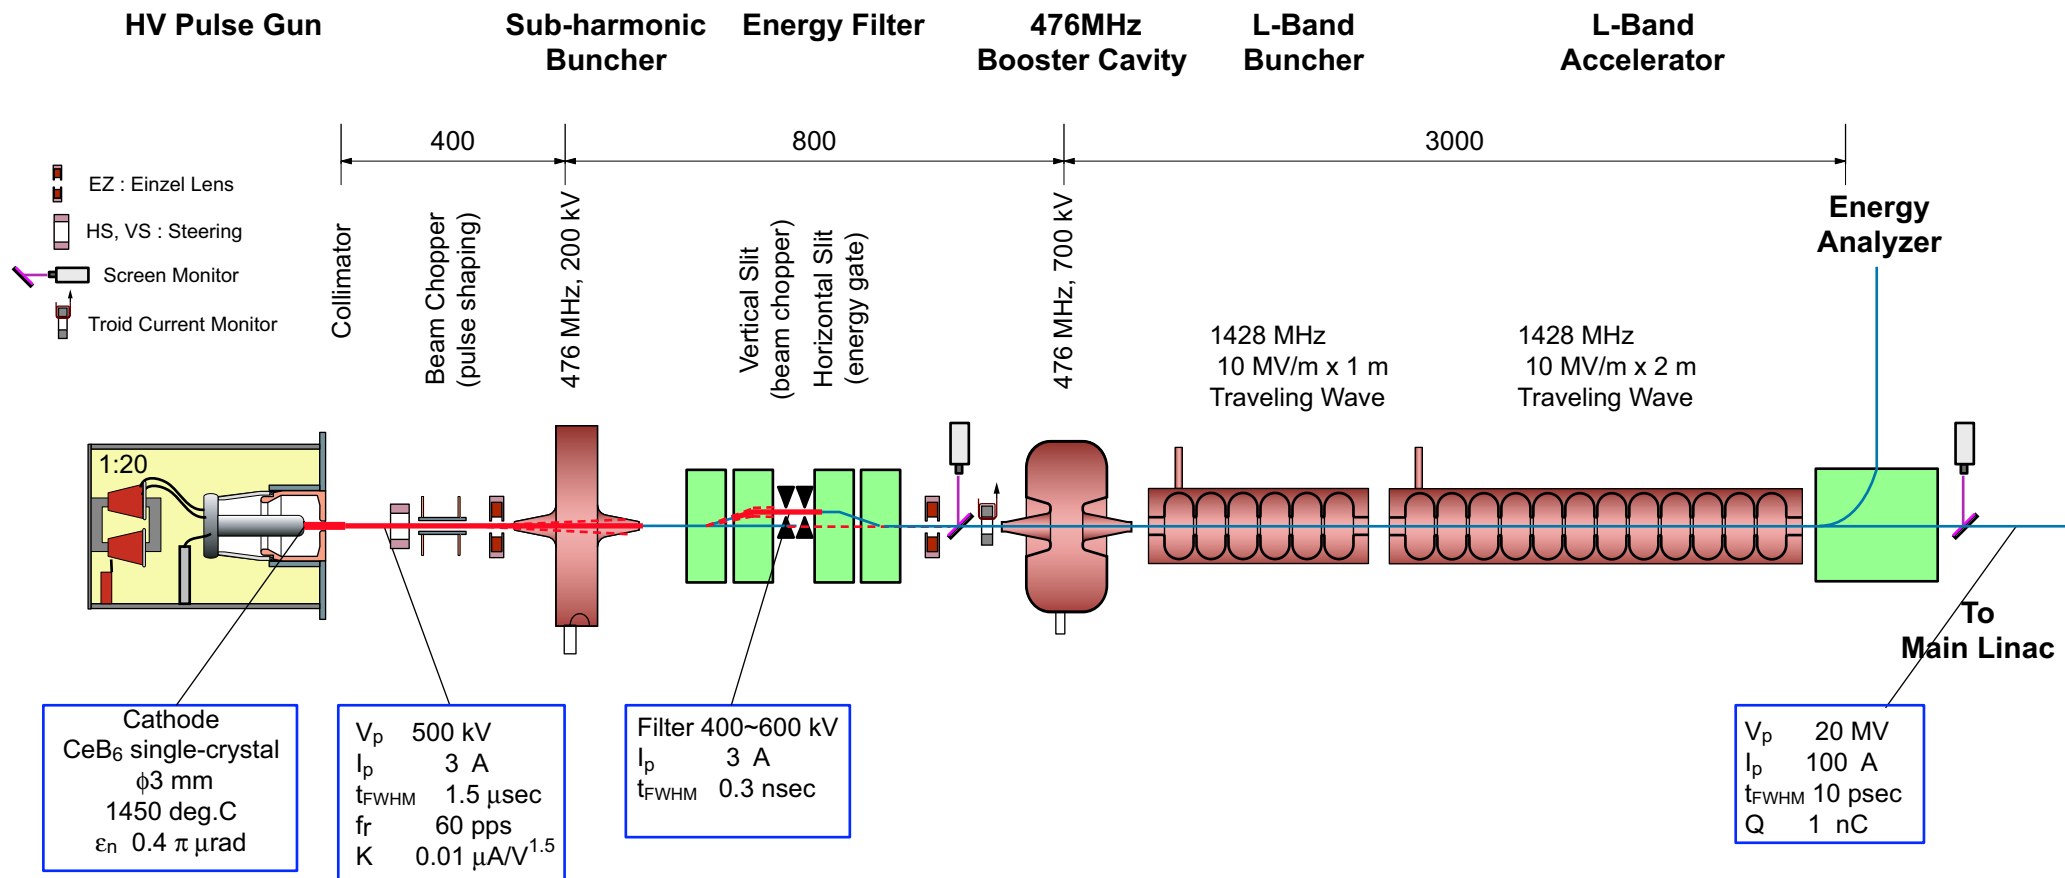 HV Pulse Gun
Sub-harmonic
Buncher
Energy Filter
476MHz
Booster Cavity
L-Band
Buncher
L-Band
Accelerator
400
800
3000
EZ : Einzel Lens
HS, VS : Steering
Screen Monitor
Troid Current Monitor
Collimator
Beam Chopper
(pulse shaping)
476 MHz, 200 kV
Vertical Slit
(beam chopper)
Horizontal Slit
(energy gate)
476 MHz, 700 kV
1428 MHz
10 MV/m x 1 m
Traveling Wave
1428 MHz
10 MV/m x 2 m
Traveling Wave
Energy
Analyzer
1:20
To
Main Linac
Cathode
CeB6 single-crystal
ϕ3 mm
1450 deg.C
εn 0.4 π μrad
Vp 500 kV
Ip 3 A
tFWHM 1.5 μsec
fr 60 pps
K 0.01 μA/V1.5
Filter 400~600 kV
Ip 3 A
tFWHM 0.3 nsec
Vp 20 MV
Ip 100 A
tFWHM 10 psec
Q 1 nC